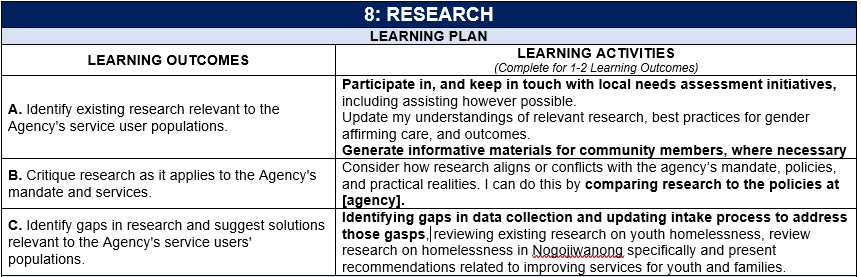 8: RESEARCH
LEARNING PLAN
LEARNING OUTCOMES
LEARNING ACTIVITIES
(Complete for 1-2 Learning Outcomes)
A. Identify existing research relevant to the
Agency's service user populations.
Participate in, and keep in touch with local needs assessment initiatives,
including assisting however possible.
Update my understandings of relevant research, best practices for gender
affirming care, and outcomes.
Generate informative materials for community members, where necessary
B. Critique research as it applies to the Agency's
mandate and services.
Consider how research aligns or conflicts with the agency's mandate, policies,
and practical realities. I can do this by comparing research to the policies at
[agency].
C. Identify gaps in research and suggest solutions
relevant to the Agency's service users'
populations.
Identifying gaps in data collection and updating intake process to address
those gasps, reviewing existing research on youth homelessness, review
research on homelessness in Nogojiwanong specifically and present
recommendations related to improving services for youth and families.